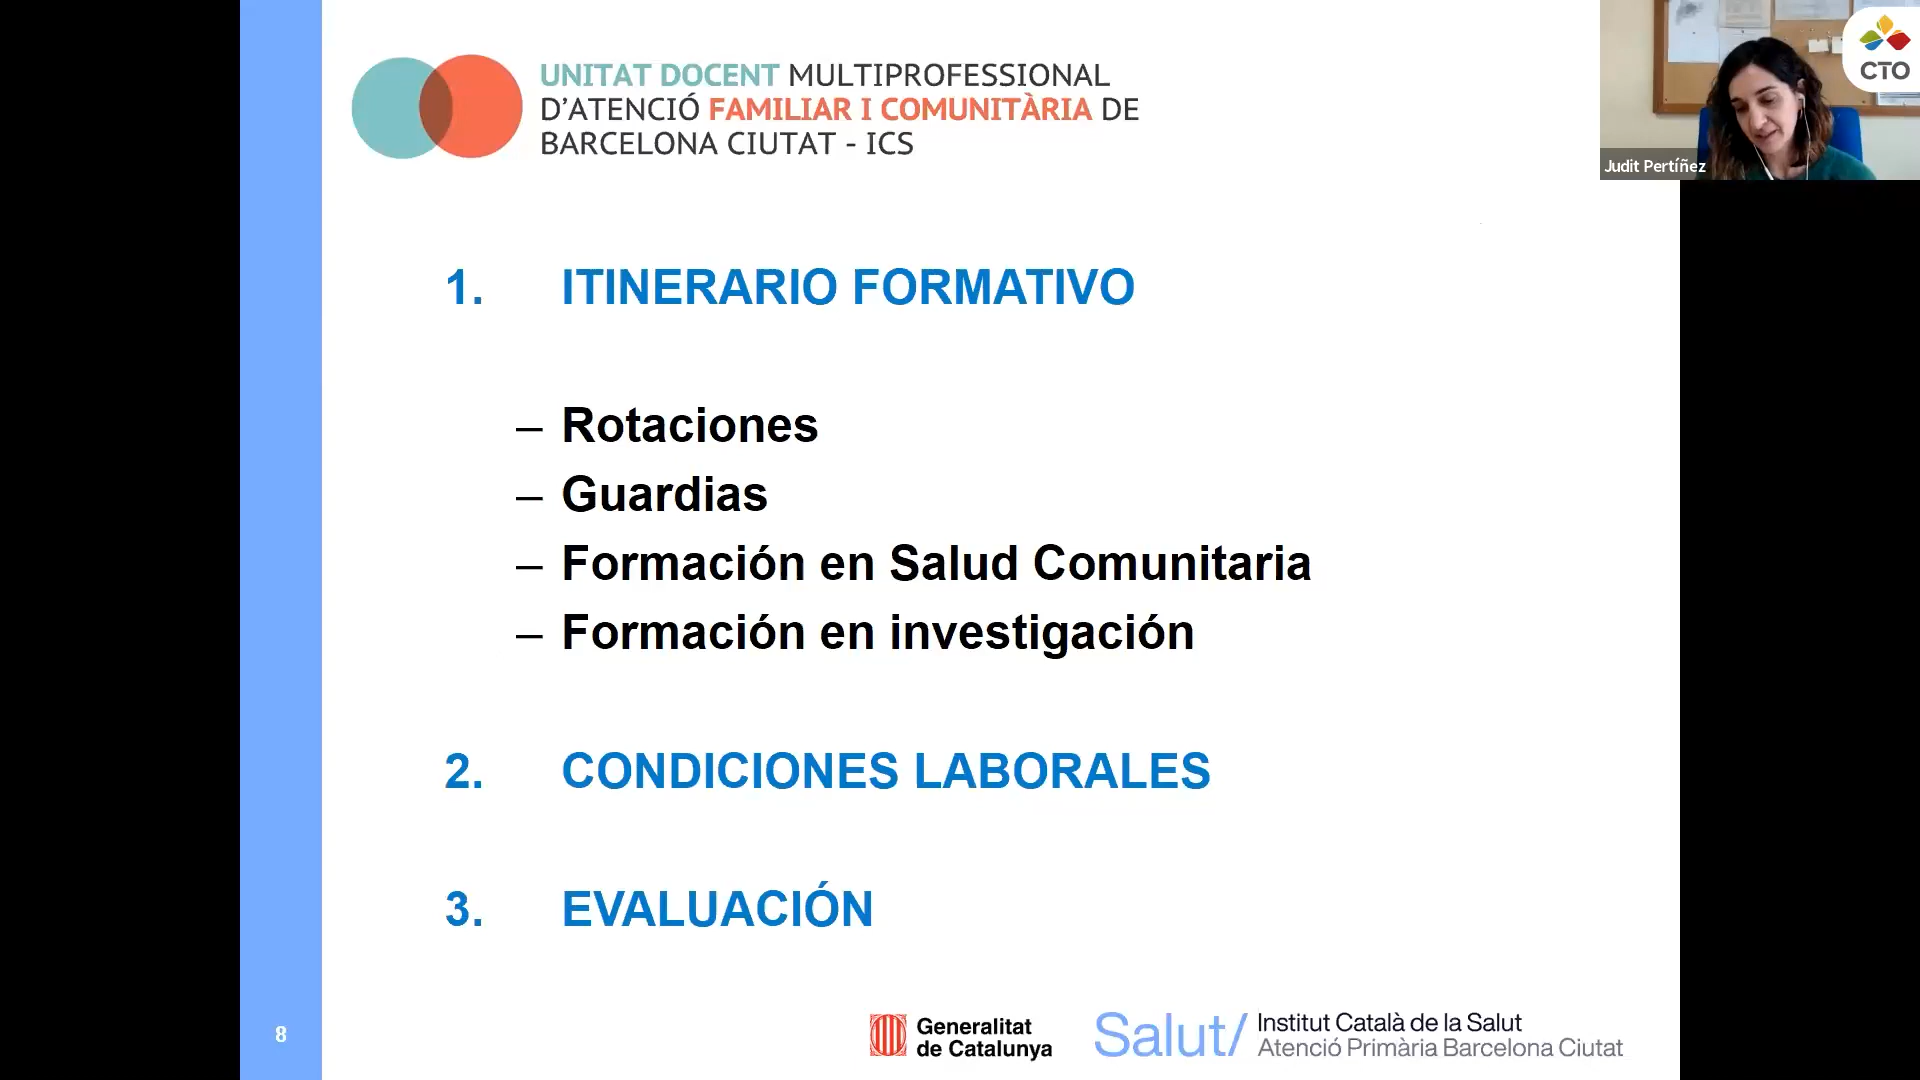 UNITAT DOCENT MULTIPROFESSIONAL
D'ATENCIÓ FAMILIAR I COMUNITÀRIA DE
BARCELONA CIUTAT - ICS
CTO
Judit Pertíñez
1. ITINERARIO FORMATIVO
– Rotaciones
– Guardias
– Formación en Salud Comunitaria
– Formación en investigación
2. CONDICIONES LABORALES
3. EVALUACIÓN
8
Generalitat
de Catalunya
Salut/
Institut Català de la Salut
Atenció Primària Barcelona Ciutat